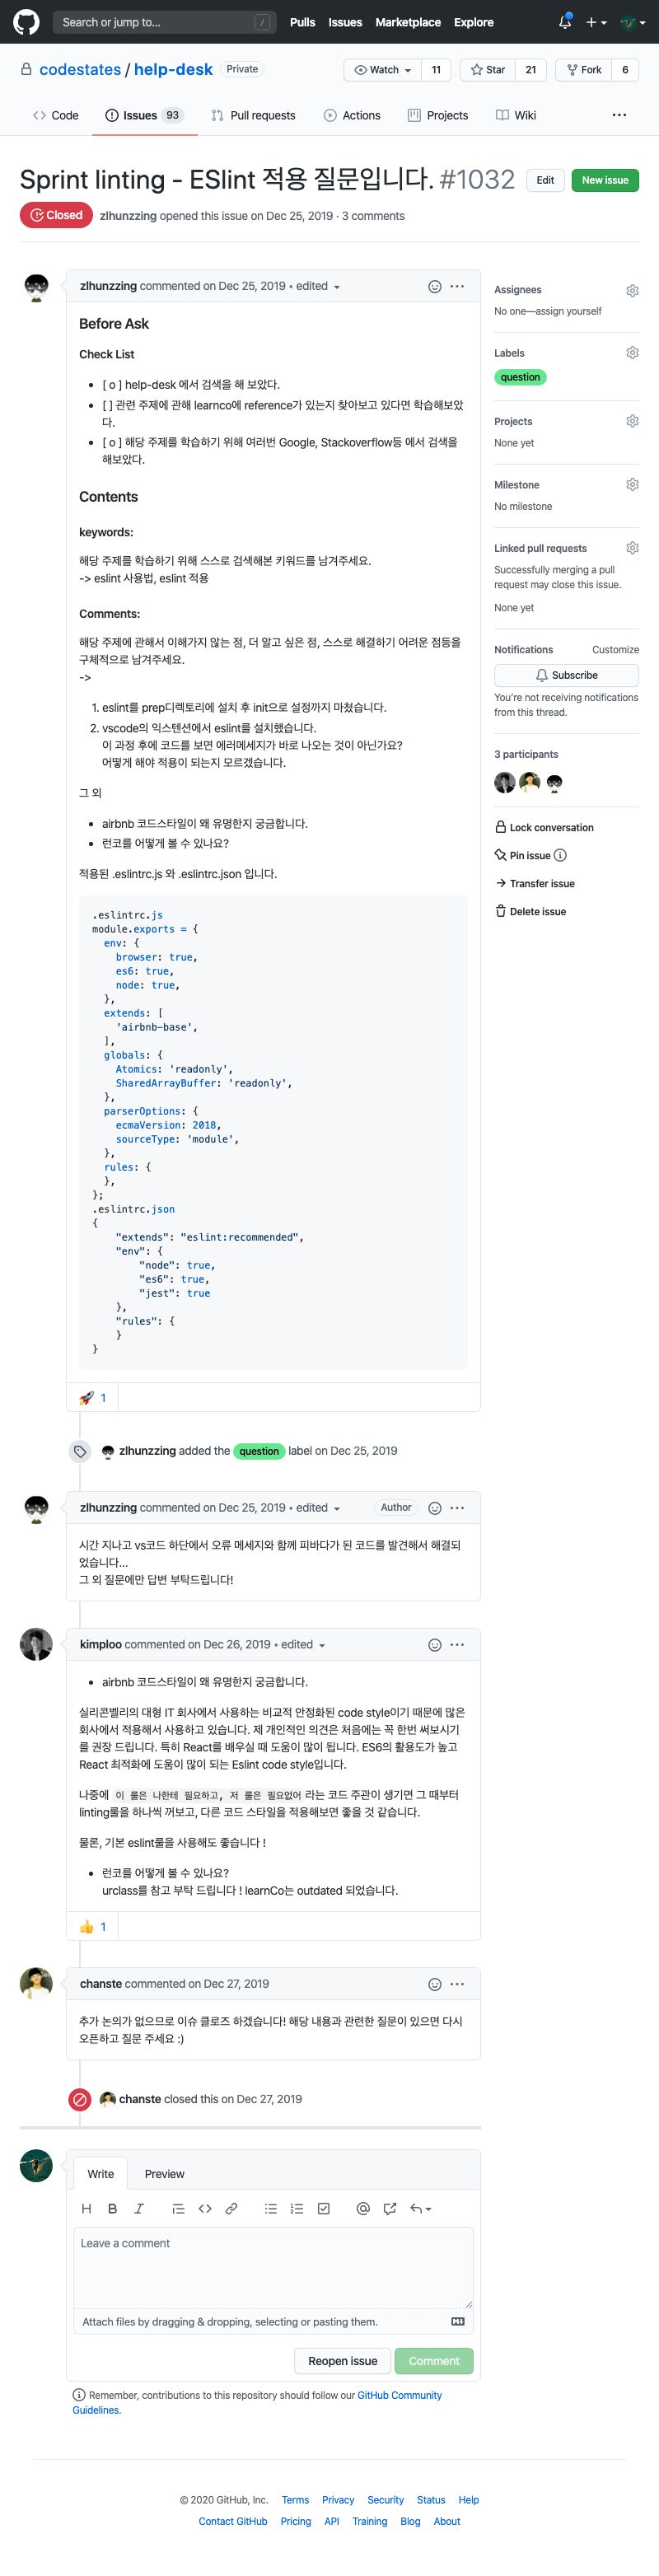 Search or jump to... /
Pulls Issues Marketplace Explore
codestates / help-desk Private
Watch 11 Star 21 Fork 6
Code Issues 93 Pull requests Actions Projects Wiki
Sprint linting - ESlint 적용 질문입니다. #1032
Edit New issue
Closed zlhunzzing opened this issue on Dec 25, 2019 · 3 comments
zlhunzzing commented on Dec 25, 2019 • edited
Before Ask
Check List
• [ o ] help-desk 에서 검색을 해 보았다.
• [ ] 관련 주제에 관해 learnco에 reference가 있는지 찾아보고 있다면 학습해보았
다.
• [ o ] 해당 주제를 학습하기 위해 여러번 Google, Stackoverflow등 에서 검색을
해보았다.
Contents
keywords:
해당 주제를 학습하기 위해 스스로 검색해본 키워드를 남겨주세요.
-> eslint 사용법, eslint 적용
Comments:
해당 주제에 관해서 이해가지 않는 점, 더 알고 싶은 점, 스스로 해결하기 어려운 점등을
구체적으로 남겨주세요.
->
1. eslint를 prep디렉토리에 설치 후 init으로 설정까지 마쳤습니다.
2. vscode의 익스텐션에서 eslint를 설치했습니다.
이 과정 후에 코드를 보면 에러메세지가 바로 나오는 것이 아닌가요?
어떻게 해야 적용이 되는지 모르겠습니다.
그 외
• airbnb 코드스타일이 왜 유명한지 궁금합니다.
• 런코를 어떻게 볼 수 있나요?
적용된 .eslintrc.js 와 .eslintrc.json 입니다.
.eslintrc.js
module.exports = {
env: {
browser: true,
es6: true,
node: true,
},
extends: [
'airbnb-base',
],
globals: {
Atomics: 'readonly',
SharedArrayBuffer: 'readonly',
},
parserOptions: {
ecmaVersion: 2018,
sourceType: 'module',
},
rules: {
},
};
.eslintrc.json
{
"extends": "eslint:recommended",
"env": {
"node": true,
"es6": true,
"jest": true
},
"rules": {
}
}
🚀 1
Assignees
No one—assign yourself
Labels
question
Projects
None yet
Milestone
No milestone
Linked pull requests
Successfully merging a pull
request may close this issue.
None yet
Notifications Customize
Subscribe
You're not receiving notifications
from this thread.
3 participants
Lock conversation
Pin issue
Transfer issue
Delete issue
zlhunzzing added the question label on Dec 25, 2019
zlhunzzing commented on Dec 25, 2019 • edited Author
시간 지나고 vs코드 하단에서 오류 메세지와 함께 피바다가 된 코드를 발견해서 해결되
었습니다...
그 외 질문에만 답변 부탁드립니다!
kimploo commented on Dec 26, 2019 • edited
• airbnb 코드스타일이 왜 유명한지 궁금합니다.
실리콘벨리의 대형 IT 회사에서 사용하는 비교적 안정화된 code style이기 때문에 많은
회사에서 적용해서 사용하고 있습니다. 제 개인적인 의견은 처음에는 꼭 한번 써보시기
를 권장 드립니다. 특히 React를 배우실 때 도움이 많이 됩니다. ES6의 활용도가 높고
React 최적화에 도움이 많이 되는 Eslint code style입니다.
나중에 이 룰은 나한테 필요하고, 저 룰은 필요없어 라는 코드 주관이 생기면 그 때부터
linting룰을 하나씩 꺼보고, 다른 코드 스타일을 적용해보면 좋을 것 같습니다.
물론, 기본 eslint룰을 사용해도 좋습니다 !
• 런코를 어떻게 볼 수 있나요?
urclass를 참고 부탁 드립니다 ! learnCo는 outdated 되었습니다.
👍 1
chanste commented on Dec 27, 2019
추가 논의가 없으므로 이슈 클로즈 하겠습니다! 해당 내용과 관련한 질문이 있으면 다시
오픈하고 질문 주세요 :)
chanste closed this on Dec 27, 2019
Write Preview
Leave a comment
Attach files by dragging & dropping, selecting or pasting them.
Reopen issue Comment
Remember, contributions to this repository should follow our GitHub Community
Guidelines.
© 2020 GitHub, Inc. Terms Privacy Security Status Help
Contact GitHub Pricing API Training Blog About